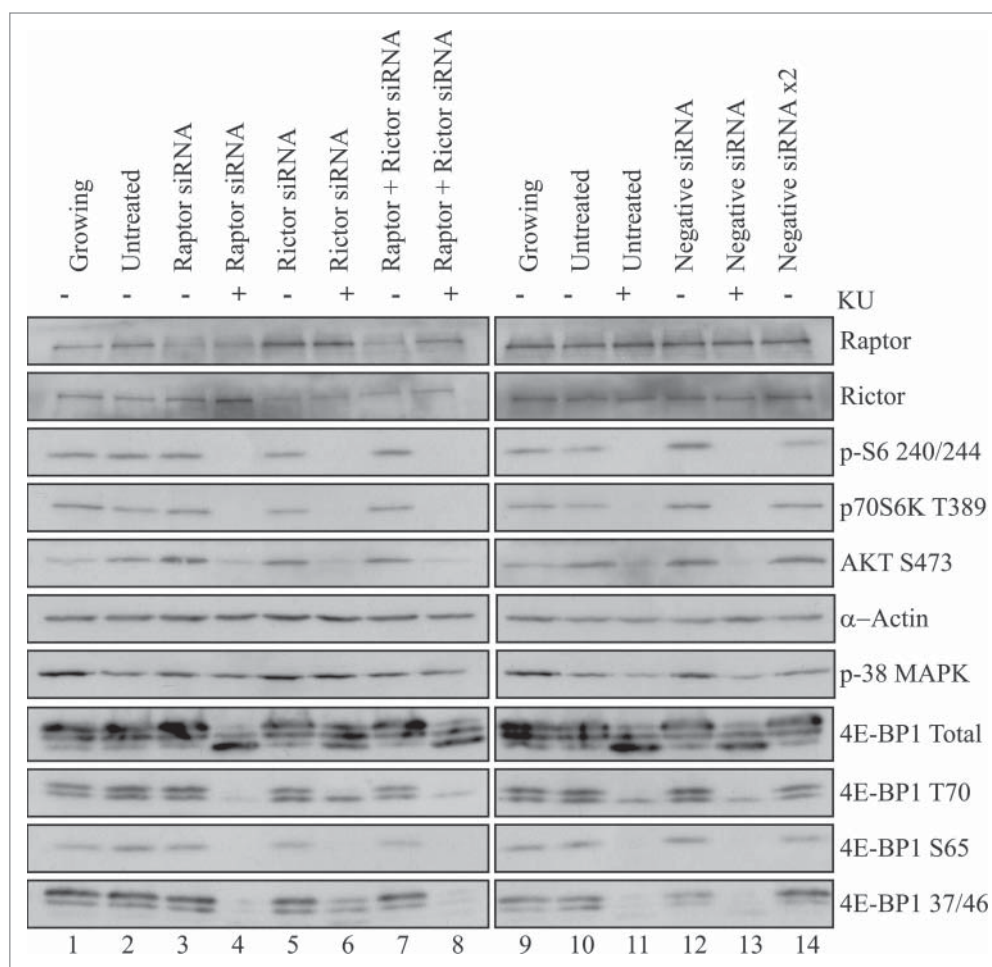 Growing
Untreated
Raptor siRNA
Raptor siRNA
Rictor siRNA
Rictor siRNA
Raptor + Rictor siRNA
Raptor + Rictor siRNA
Growing
Untreated
Untreated
Negative siRNA
Negative siRNA
Negative siRNA x2
- - - + - + - + - - + - + - KU
Raptor
Rictor
p-S6 240/244
p70S6K T389
AKT S473
α–Actin
p-38 MAPK
4E-BP1 Total
4E-BP1 T70
4E-BP1 S65
4E-BP1 37/46
1 2 3 4 5 6 7 8 9 10 11 12 13 14